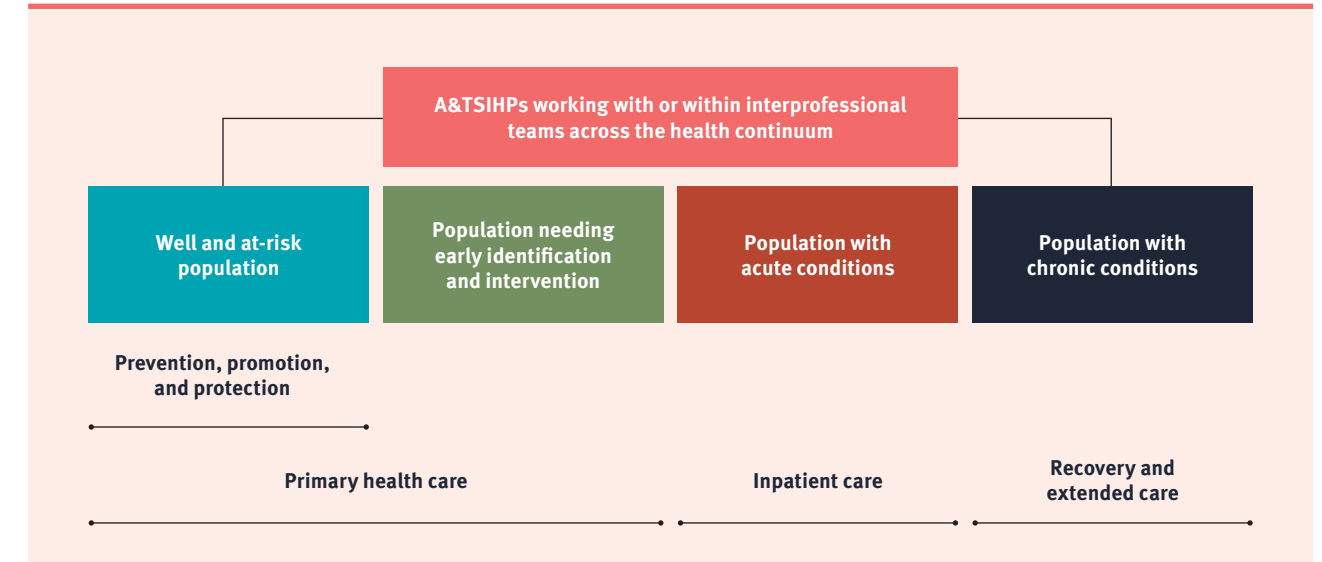 A&TSIHPs working with or within interprofessional
teams across the health continuum
Well and at-risk
population
Population needing
early identification
and intervention
Population with
acute conditions
Population with
chronic conditions
Prevention, promotion,
and protection
Primary health care
Inpatient care
Recovery and
extended care